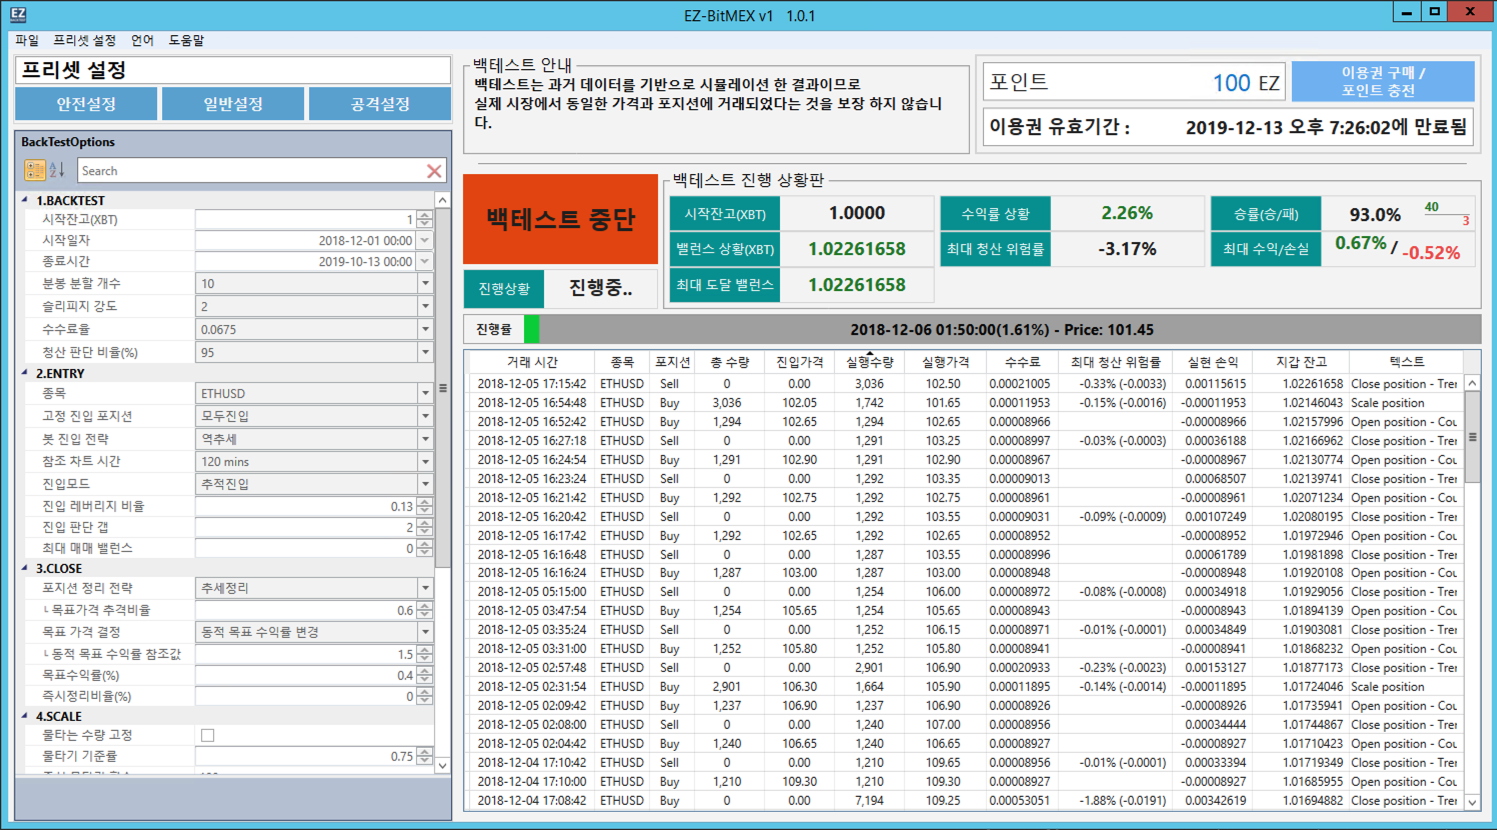 EZ
EZ-BitMEX v1   1.0.1
파일 프리셋 설정 언어 도움말
프리셋 설정
안전설정 일반설정 공격설정
BackTestOptions
Search
1.BACKTEST
시작잔고(XBT) 1
시작일자 2018-12-01 00:00
종료시간 2019-10-13 00:00
분봉 분할 개수 10
슬리피지 강도 2
수수료율 0.0675
청산 판단 비율(%) 95
2.ENTRY
종목 ETHUSD
고정 진입 포지션 모두진입
봇 진입 전략 역추세
참조 차트 시간 120 mins
진입모드 추적진입
진입 레버리지 비율 0.13
진입 판단 갭 2
최대 매매 밸런스 0
3.CLOSE
포지션 정리 전략 추세정리
└ 목표가격 추격비율 0.6
목표 가격 결정 동적 목표 수익률 변경
└ 동적 목표 수익률 참조값 1.5
목표수익률(%) 0.4
즉시정리비율(%) 0
4.SCALE
물타는 수량 고정
물타기 기준률 0.75
백테스트 안내
백테스트는 과거 데이터를 기반으로 시뮬레이션 한 결과이므로
실제 시장에서 동일한 가격과 포지션에 거래되었다는 것을 보장 하지 않습니
다.
포인트 100 EZ
이용권 구매 /
포인트 충전
이용권 유효기간 : 2019-12-13 오후 7:26:02에 만료됨
백테스트 중단
진행상황 진행중..
백테스트 진행 상황판
시작잔고(XBT) 1.0000 수익률 상황 2.26% 승률(승/패) 93.0% 40 3
밸런스 상황(XBT) 1.02261658 최대 청산 위험률 -3.17% 최대 수익/손실 0.67% / -0.52%
최대 도달 밸런스 1.02261658
진행률 2018-12-06 01:50:00(1.61%) - Price: 101.45
거래 시간 종목 포지션 총 수량 진입가격 실행수량 실행가격 수수료 최대 청산 위험률 실현 손익 지갑 잔고 텍스트
2018-12-05 17:15:42 ETHUSD Sell 0 0.00 3,036 102.50 0.00021005 -0.33% (-0.0033) 0.00115615 1.02261658 Close position - Trer
2018-12-05 16:54:48 ETHUSD Buy 3,036 102.05 1,742 101.65 0.00011953 -0.15% (-0.0016) -0.00011953 1.02146043 Scale position
2018-12-05 16:52:42 ETHUSD Buy 1,294 102.65 1,294 102.65 0.00008966 -0.00008966 1.02157996 Open position - Cou
2018-12-05 16:27:18 ETHUSD Sell 0 0.00 1,291 103.25 0.00008997 -0.03% (-0.0003) 0.00036188 1.02166962 Close position - Trer
2018-12-05 16:24:54 ETHUSD Buy 1,291 102.90 1,291 102.90 0.00008967 -0.00008967 1.02130774 Open position - Cou
2018-12-05 16:23:24 ETHUSD Sell 0 0.00 1,292 103.35 0.00009013 0.00068507 1.02139741 Close position - Trer
2018-12-05 16:21:42 ETHUSD Buy 1,292 102.75 1,292 102.75 0.00008961 -0.00008961 1.02071234 Open position - Cou
2018-12-05 16:20:42 ETHUSD Sell 0 0.00 1,292 103.55 0.00009031 -0.09% (-0.0009) 0.00107249 1.02080195 Close position - Trer
2018-12-05 16:17:42 ETHUSD Buy 1,292 102.65 1,292 102.65 0.00008952 -0.00008952 1.01972946 Open position - Cou
2018-12-05 16:16:48 ETHUSD Sell 0 0.00 1,287 103.55 0.00008996 0.00061789 1.01981898 Close position - Trer
2018-12-05 16:16:24 ETHUSD Buy 1,287 103.00 1,287 103.00 0.00008948 -0.00008948 1.01920108 Open position - Cou
2018-12-05 05:15:00 ETHUSD Sell 0 0.00 1,254 106.00 0.00008972 -0.08% (-0.0008) 0.00034918 1.01929056 Close position - Trer
2018-12-05 03:47:54 ETHUSD Buy 1,254 105.65 1,254 105.65 0.00008943 -0.00008943 1.01894139 Open position - Cou
2018-12-05 03:35:24 ETHUSD Sell 0 0.00 1,252 106.15 0.00008971 -0.01% (-0.0001) 0.00034849 1.01903081 Close position - Trer
2018-12-05 03:31:00 ETHUSD Buy 1,252 105.80 1,252 105.80 0.00008941 -0.00008941 1.01868232 Open position - Cou
2018-12-05 02:57:48 ETHUSD Sell 0 0.00 2,901 106.90 0.00020933 -0.23% (-0.0023) 0.00153127 1.01877173 Close position - Trer
2018-12-05 02:31:54 ETHUSD Buy 2,901 106.30 1,664 105.90 0.00011895 -0.14% (-0.0014) -0.00011895 1.01724046 Scale position
2018-12-05 02:09:42 ETHUSD Buy 1,237 106.90 1,237 106.90 0.00008926 -0.00008926 1.01735941 Open position - Cou
2018-12-05 02:08:00 ETHUSD Sell 0 0.00 1,240 107.00 0.00008956 0.00034444 1.01744867 Close position - Trer
2018-12-05 02:04:42 ETHUSD Buy 1,240 106.65 1,240 106.65 0.00008927 -0.00008927 1.01710423 Open position - Cou
2018-12-04 17:10:42 ETHUSD Sell 0 0.00 1,210 109.65 0.00008956 -0.01% (-0.0001) 0.00033394 1.01719349 Close position - Trer
2018-12-04 17:10:00 ETHUSD Buy 1,210 109.30 1,210 109.30 0.00008927 -0.00008927 1.01685955 Open position - Cou
2018-12-04 17:08:42 ETHUSD Buy 0 0.00 7,194 109.25 0.00053051 -1.88% (-0.0191) 0.00342619 1.01694882 Close position - Trer